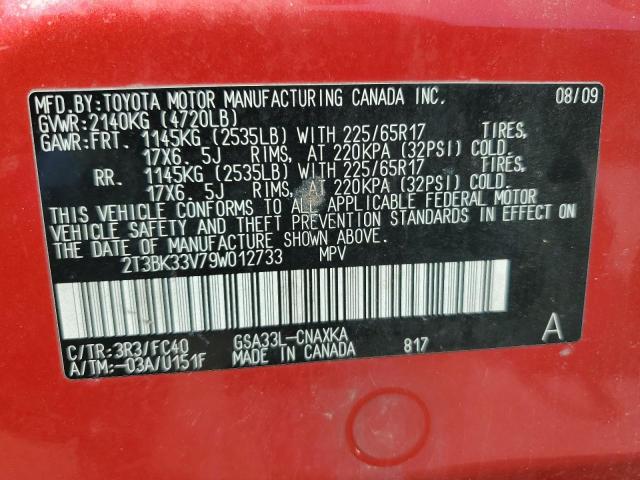 MFD.BY:TOYOTA MOTOR MANUFACTURING CANADA INC. 08/09
GVWR:2140KG (4720LB)
GAWR:FRT. 1145KG (2535LB) WITH 225/65R17 TIRES,
17X6. 5J RIMS, AT 220KPA (32PSI) COLD.
RR. 1145KG (2535LB) WITH 225/65R17 TIRES,
17X6. 5J RIMS, AT 220KPA (32PSI) COLD.
THIS VEHICLE CONFORMS TO ALL APPLICABLE FEDERAL MOTOR
VEHICLE SAFETY AND THEFT PREVENTION STANDARDS IN EFFECT ON
THE DATE OF MANUFACTURE SHOWN ABOVE.
2T3BK33V79W012733 MPV
C/TR:3R3/FC40 GSA33L-CNAXKA A
A/TM:-03A/U151F MADE IN CANADA 817